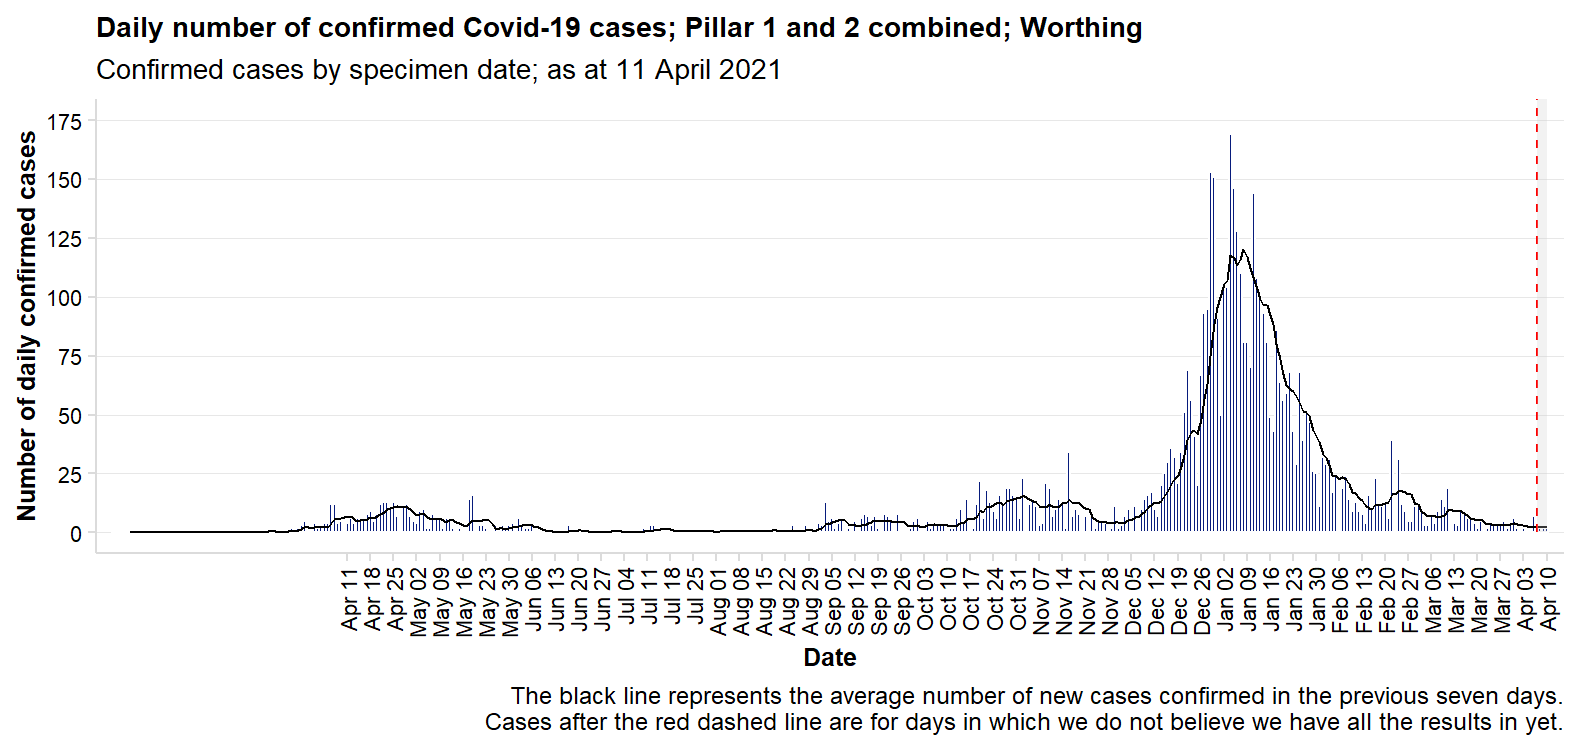 Daily number of confirmed Covid-19 cases; Pillar 1 and 2 combined; Worthing
Confirmed cases by specimen date; as at 11 April 2021
Number of daily confirmed cases
175
150
125
100
75
50
25
0
Apr 11
Apr 18
Apr 25
May 02
May 09
May 16
May 23
May 30
Jun 06
Jun 13
Jun 20
Jun 27
Jul 04
Jul 11
Jul 18
Jul 25
Aug 01
Aug 08
Aug 15
Aug 22
Aug 29
Sep 05
Sep 12
Sep 19
Sep 26
Oct 03
Oct 10
Oct 17
Oct 24
Oct 31
Nov 07
Nov 14
Nov 21
Nov 28
Dec 05
Dec 12
Dec 19
Dec 26
Jan 02
Jan 09
Jan 16
Jan 23
Jan 30
Feb 06
Feb 13
Feb 20
Feb 27
Mar 06
Mar 13
Mar 20
Mar 27
Apr 03
Apr 10
Date
The black line represents the average number of new cases confirmed in the previous seven days.
Cases after the red dashed line are for days in which we do not believe we have all the results in yet.